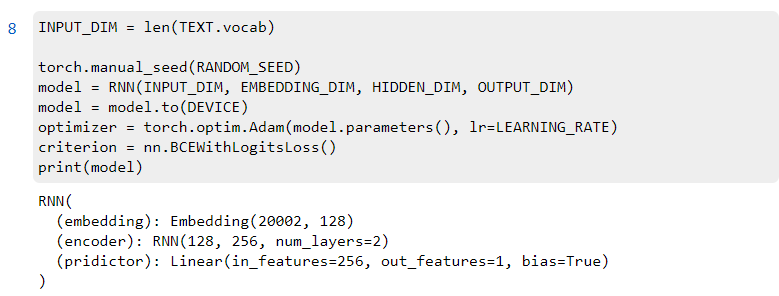 8
INPUT_DIM = len(TEXT.vocab)
torch.manual_seed(RANDOM_SEED)
model = RNN(INPUT_DIM, EMBEDDING_DIM, HIDDEN_DIM, OUTPUT_DIM)
model = model.to(DEVICE)
optimizer = torch.optim.Adam(model.parameters(), lr=LEARNING_RATE)
criterion = nn.BCEWithLogitsLoss()
print(model)
RNN(
  (embedding): Embedding(20002, 128)
  (encoder): RNN(128, 256, num_layers=2)
  (pridictor): Linear(in_features=256, out_features=1, bias=True)
)